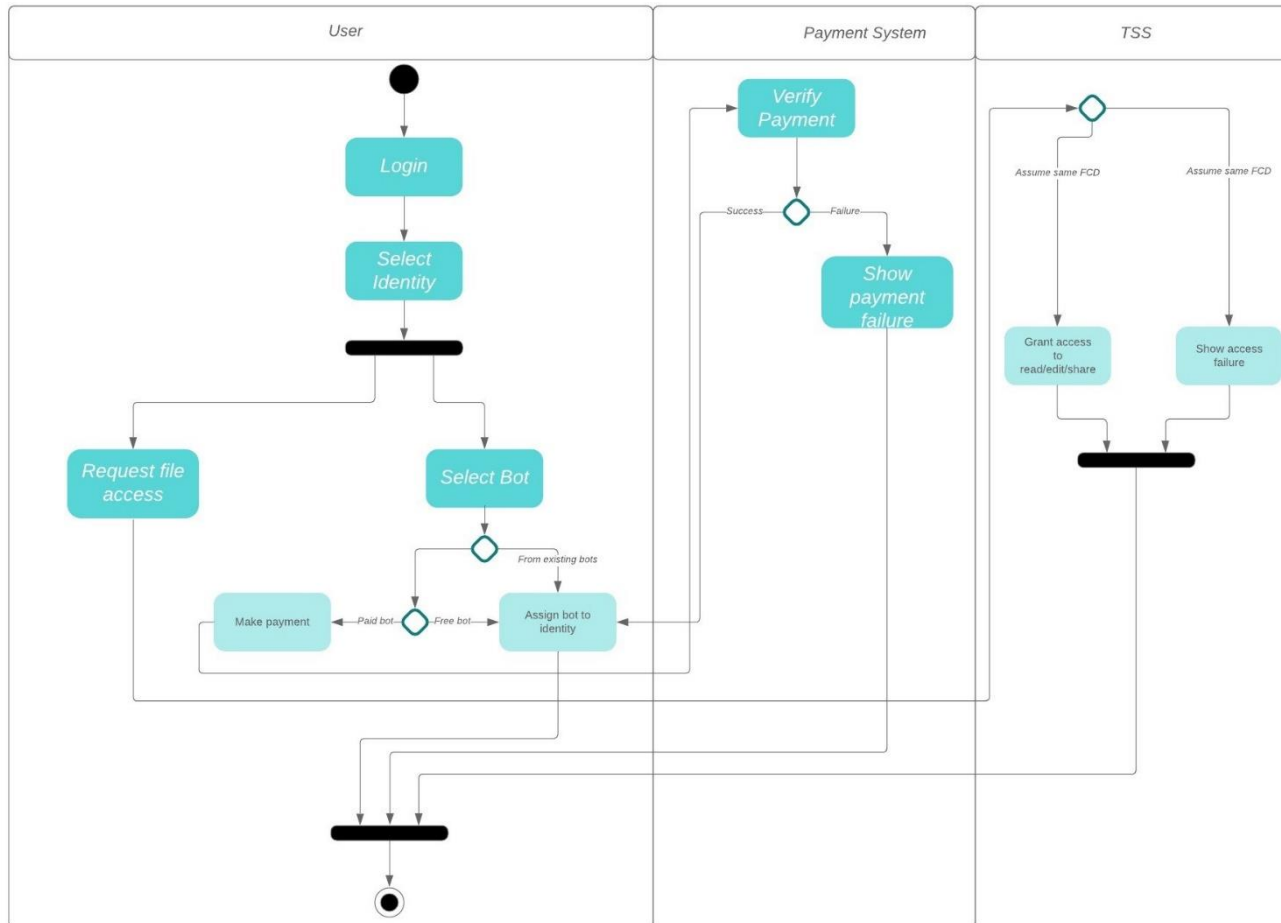 User
Payment System
TSS
Login
Select
Identity
Request file
access
Select Bot
From existing bots
Make payment
Paid bot
Free bot
Assign bot to
identity
Verify
Payment
Success
Failure
Show
payment
failure
Assume same FCD
Assume same FCD
Grant access
to
read/edit/share
Show access
failure